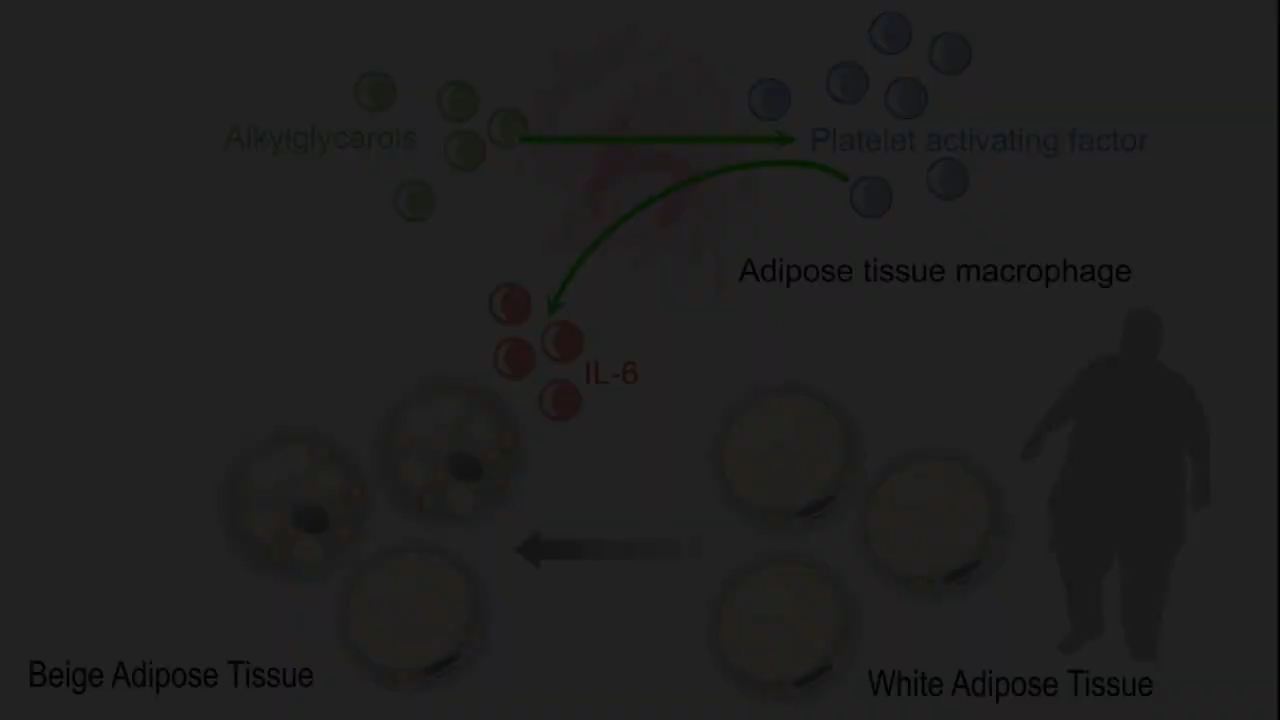 Alkylglycerols
Platelet activating factor
Adipose tissue macrophage
IL-6
Beige Adipose Tissue
White Adipose Tissue